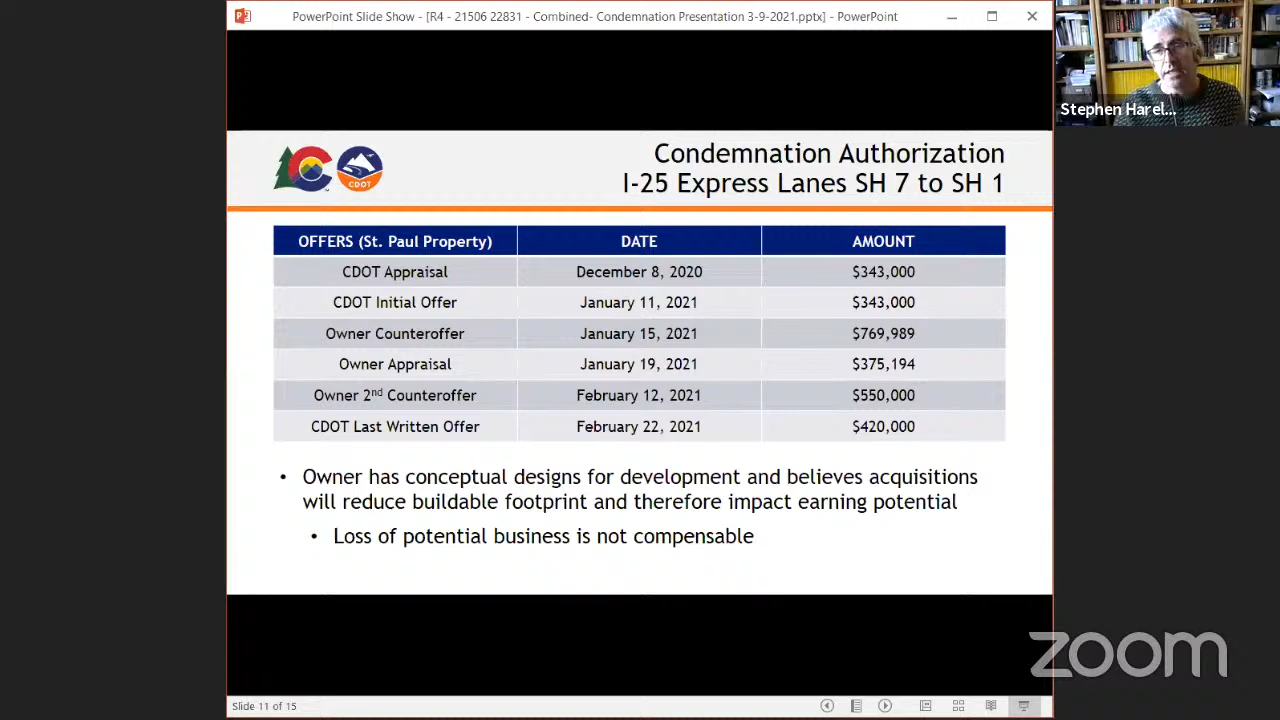 PowerPoint Slide Show - [R4 - 21506 22831 - Combined- Condemnation Presentation 3-9-2021.pptx] - PowerPoint
Stephen Harel...
CDOT
Condemnation Authorization
I-25 Express Lanes SH 7 to SH 1
OFFERS (St. Paul Property) DATE AMOUNT
CDOT Appraisal December 8, 2020 $343,000
CDOT Initial Offer January 11, 2021 $343,000
Owner Counteroffer January 15, 2021 $769,989
Owner Appraisal January 19, 2021 $375,194
Owner 2nd Counteroffer February 12, 2021 $550,000
CDOT Last Written Offer February 22, 2021 $420,000
• Owner has conceptual designs for development and believes acquisitions
will reduce buildable footprint and therefore impact earning potential
• Loss of potential business is not compensable
zoom
Slide 11 of 15